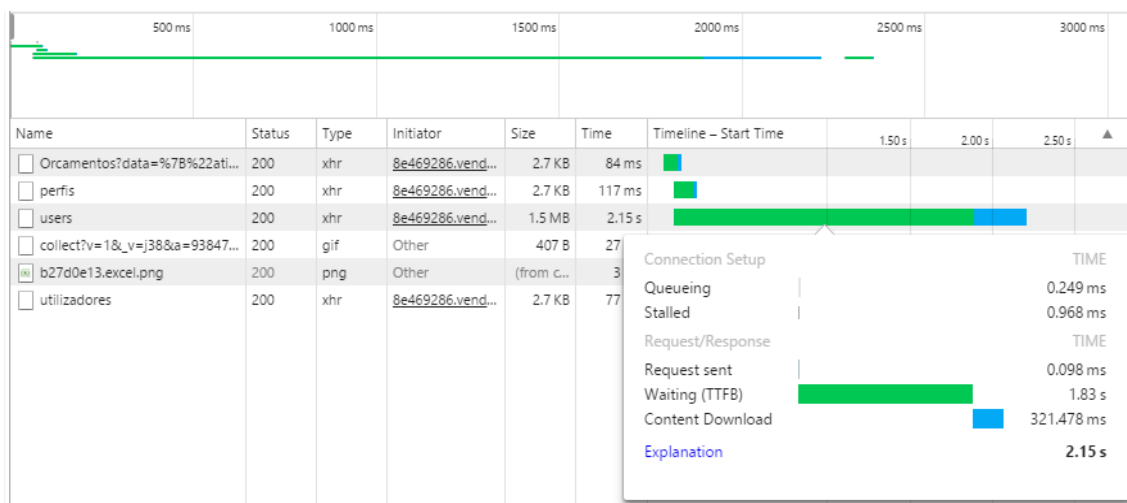 500 ms 1000 ms 1500 ms 2000 ms 2500 ms 3000 ms
Name Status Type Initiator Size Time Timeline – Start Time 1.50 s 2.00 s 2.50 s ▲
Orcamentos?data=%7B%22ati... 200 xhr 8e469286.vend... 2.7 KB 84 ms
perfis 200 xhr 8e469286.vend... 2.7 KB 117 ms
users 200 xhr 8e469286.vend... 1.5 MB 2.15 s
collect?v=1&_v=j38&a=93847... 200 gif Other 407 B 27
b27d0e13.excel.png 200 png Other (from c... 3
utilizadores 200 xhr 8e469286.vend... 2.7 KB 77
Connection Setup TIME
Queueing 0.249 ms
Stalled 0.968 ms
Request/Response TIME
Request sent 0.098 ms
Waiting (TTFB) 1.83 s
Content Download 321.478 ms
Explanation 2.15 s